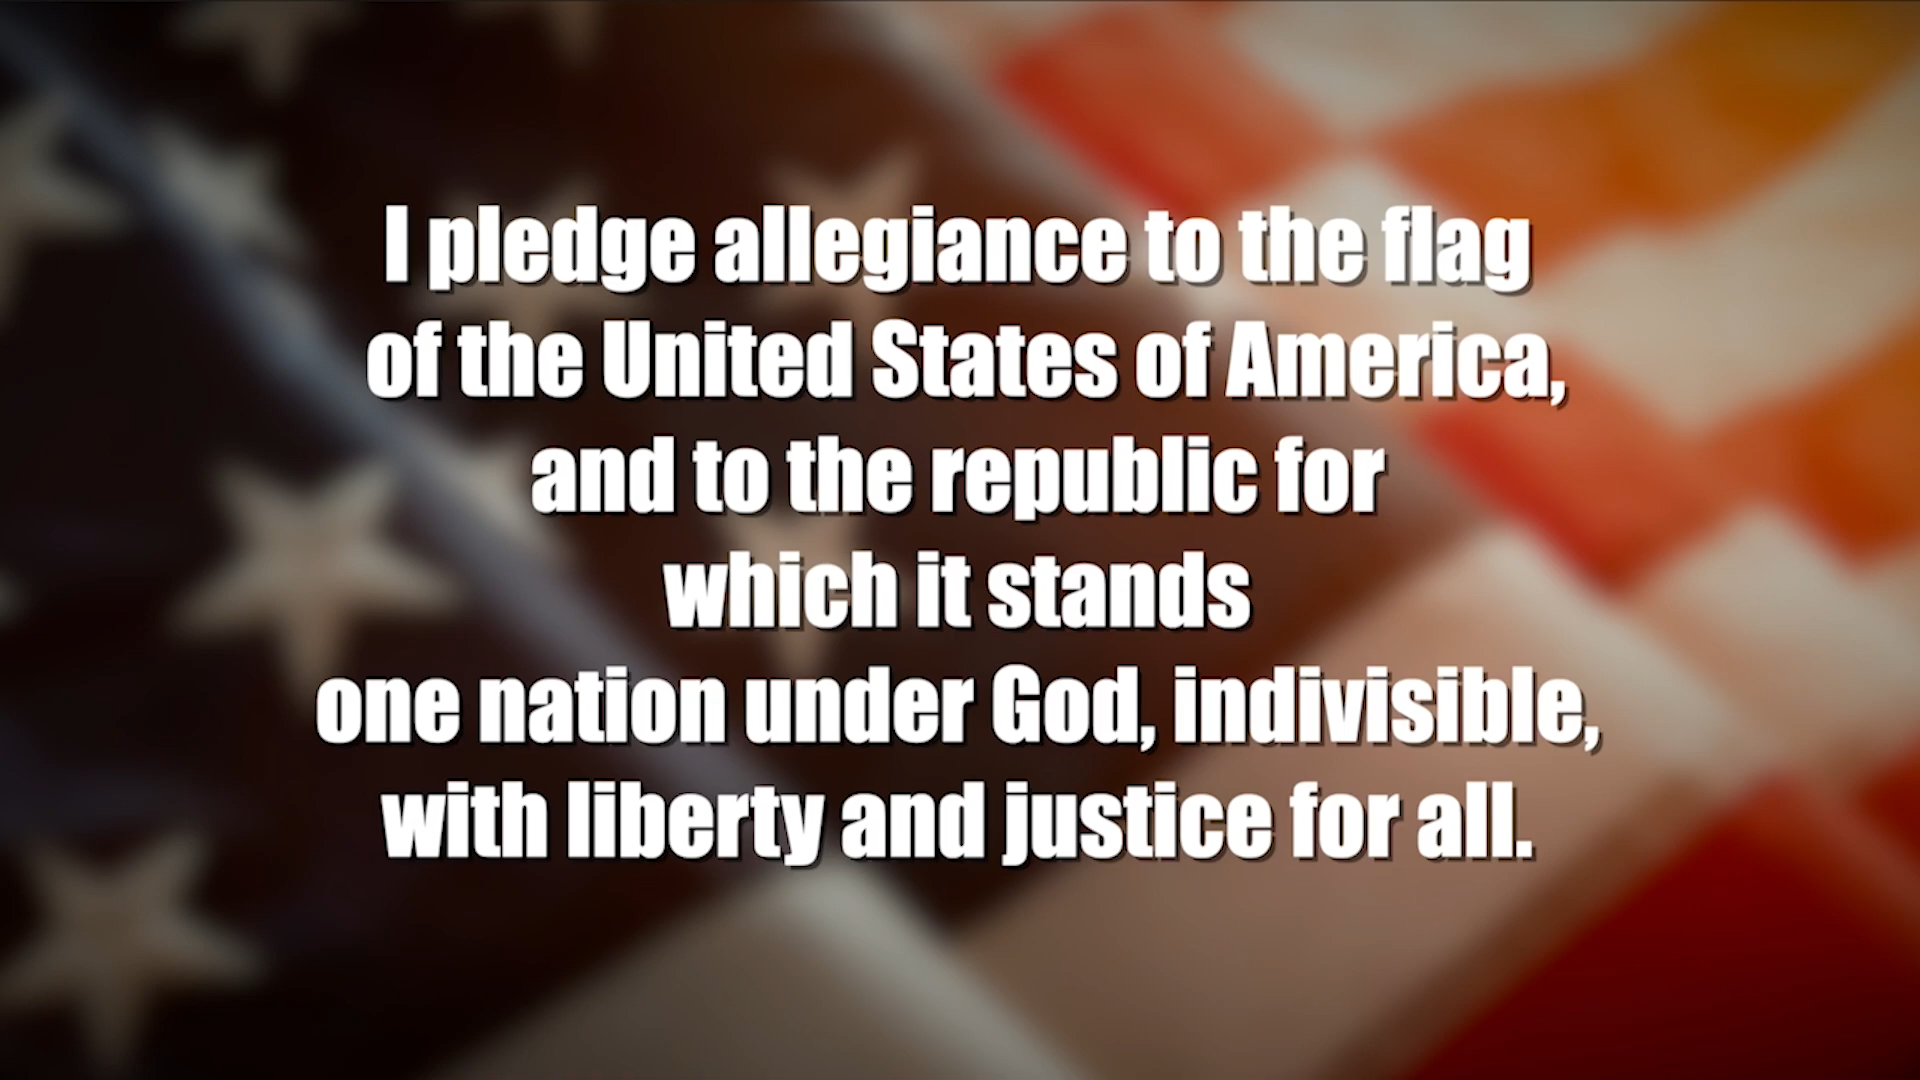 I pledge allegiance to the flag
of the United States of America,
and to the republic for
which it stands
one nation under God, indivisible,
with liberty and justice for all.